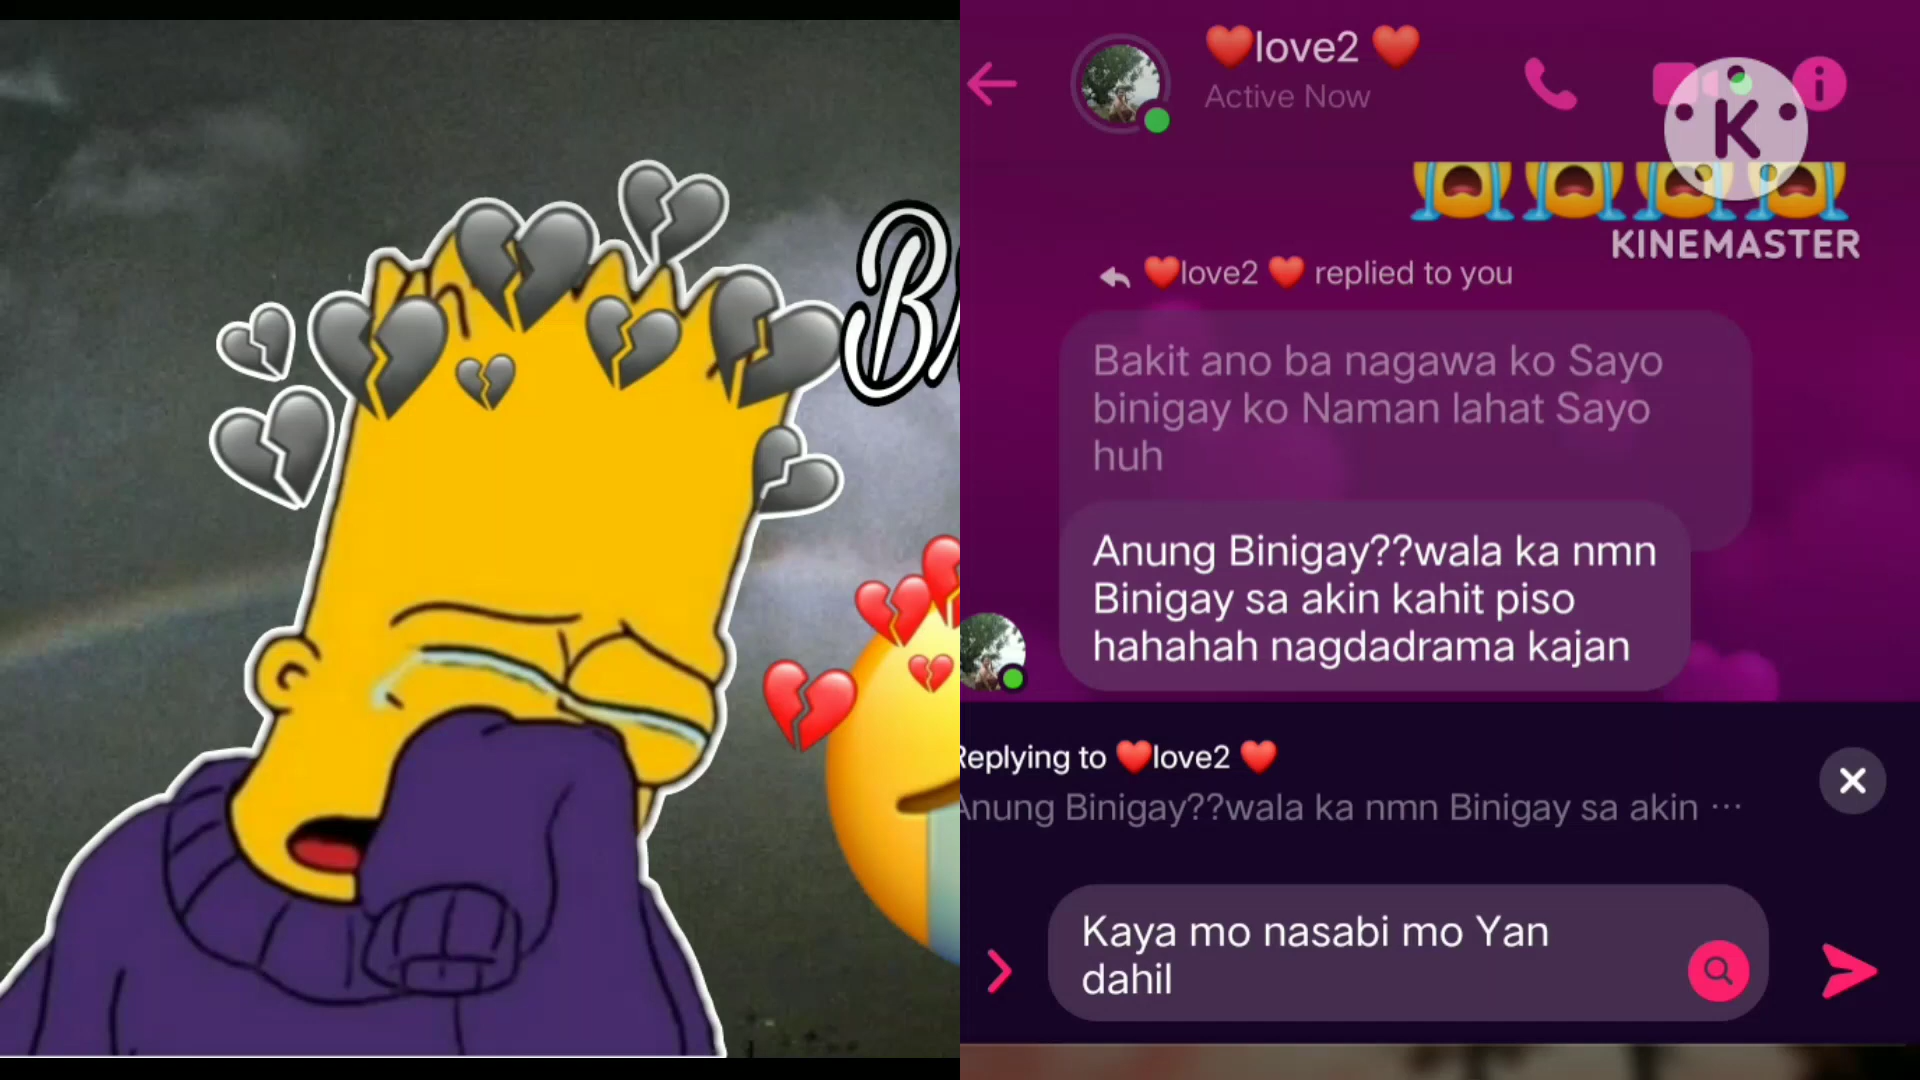 ❤️love2 ❤️
Active Now
K
KINEMASTER
❤️love2 ❤️ replied to you
Bakit ano ba nagawa ko Sayo
binigay ko Naman lahat Sayo
huh
Anung Binigay??wala ka nmn
Binigay sa akin kahit piso
hahahah nagdadrama kajan
Replying to ❤️love2 ❤️
Anung Binigay??wala ka nmn Binigay sa akin ...
Kaya mo nasabi mo Yan
dahil